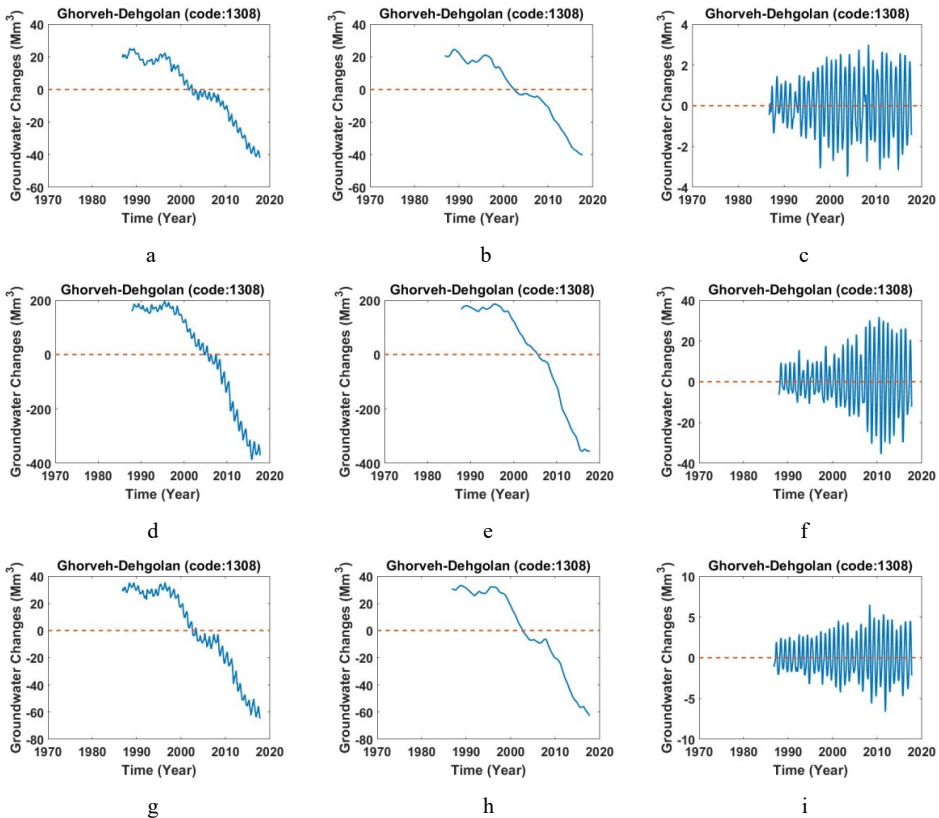 Ghorveh-Dehgolan (code:1308)
Groundwater Changes (Mm³)
40
20
0
-20
-40
-60
1970 1980 1990 2000 2010 2020
Time (Year)
a
Ghorveh-Dehgolan (code:1308)
Groundwater Changes (Mm³)
40
20
0
-20
-40
-60
1970 1980 1990 2000 2010 2020
Time (Year)
b
Ghorveh-Dehgolan (code:1308)
Groundwater Changes (Mm³)
4
2
0
-2
-4
1970 1980 1990 2000 2010 2020
Time (Year)
c
Ghorveh-Dehgolan (code:1308)
Groundwater Changes (Mm³)
200
0
-200
-400
1970 1980 1990 2000 2010 2020
Time (Year)
d
Ghorveh-Dehgolan (code:1308)
Groundwater Changes (Mm³)
200
0
-200
-400
1970 1980 1990 2000 2010 2020
Time (Year)
e
Ghorveh-Dehgolan (code:1308)
Groundwater Changes (Mm³)
40
20
0
-20
-40
1970 1980 1990 2000 2010 2020
Time (Year)
f
Ghorveh-Dehgolan (code:1308)
Groundwater Changes (Mm³)
40
20
0
-20
-40
-60
-80
1970 1980 1990 2000 2010 2020
Time (Year)
g
Ghorveh-Dehgolan (code:1308)
Groundwater Changes (Mm³)
40
20
0
-20
-40
-60
-80
1970 1980 1990 2000 2010 2020
Time (Year)
h
Ghorveh-Dehgolan (code:1308)
Groundwater Changes (Mm³)
10
5
0
-5
-10
1970 1980 1990 2000 2010 2020
Time (Year)
i